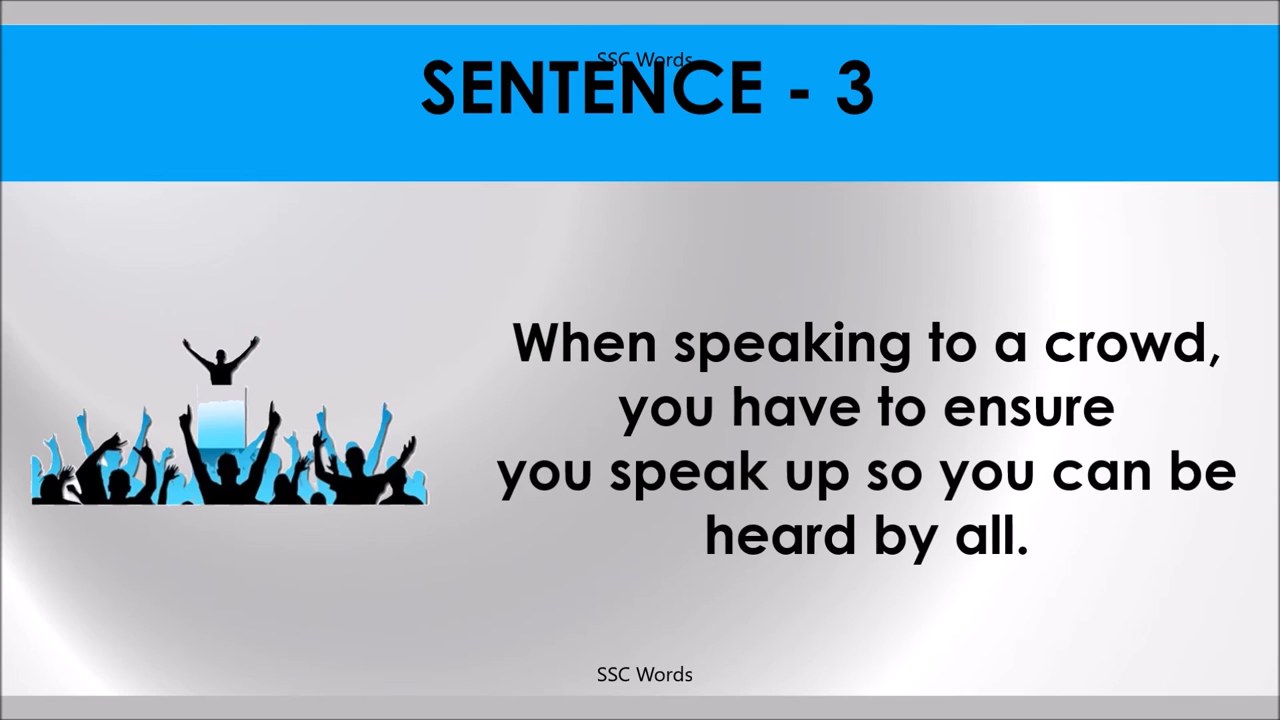 SSC Words
SENTENCE - 3
When speaking to a crowd,
you have to ensure
you speak up so you can be
heard by all.
SSC Words